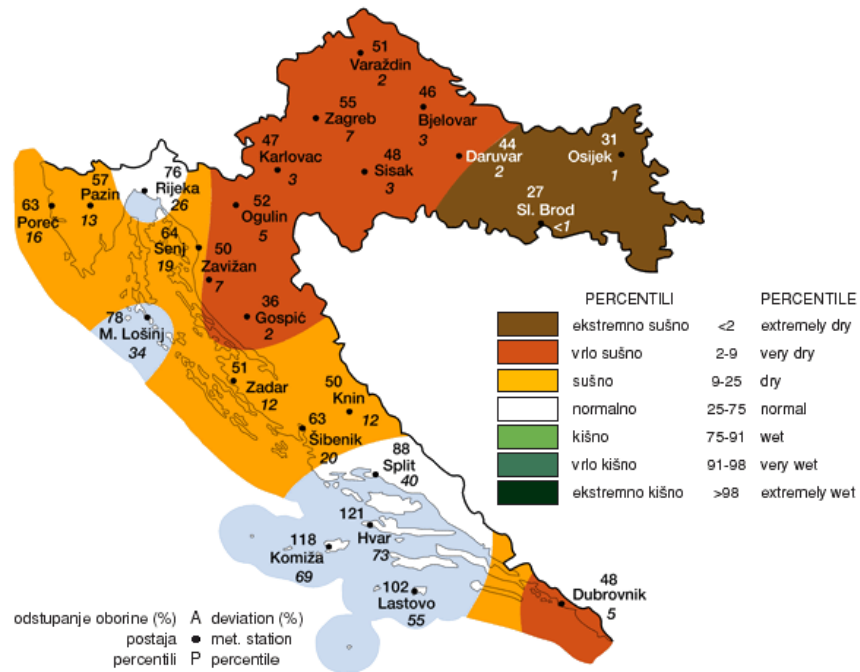 51
Varaždin
2
46
Bjelovar
3
55
Zagreb
7
47
Karlovac
3
48
Sisak
3
44
Daruvar
2
31
Osijek
1
27
Sl. Brod
<1
76
Rijeka
26
57
Pazin
13
63
Poreč
16
52
Ogulin
5
64
Senj
19
50
Zavižan
7
36
Gospić
2
78
M. Lošinj
34
51
Zadar
12
50
Knin
12
63
Šibenik
20
88
Split
40
121
Hvar
73
118
Komiža
69
102
Lastovo
55
48
Dubrovnik
5
PERCENTILI PERCENTILE
ekstremno sušno <2 extremely dry
vrlo sušno 2-9 very dry
sušno 9-25 dry
normalno 25-75 normal
kišno 75-91 wet
vrlo kišno 91-98 very wet
ekstremno kišno >98 extremely wet
odstupanje oborine (%) A deviation (%)
postaja met. station
percentili P percentile